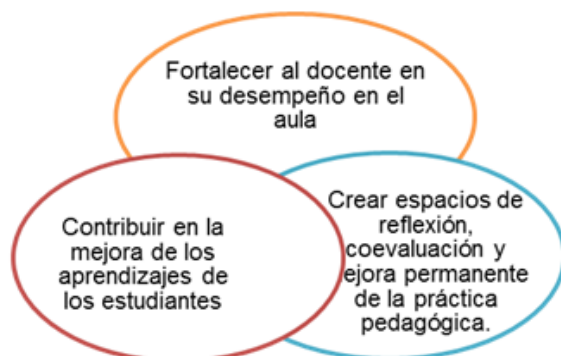 Fortalecer al docente en
su desempeño en el
aula
Contribuir en la
mejora de los
aprendizajes de
los estudiantes
Crear espacios de
reflexión,
coevaluación y
ejora permanente
de la práctica
pedagógica.